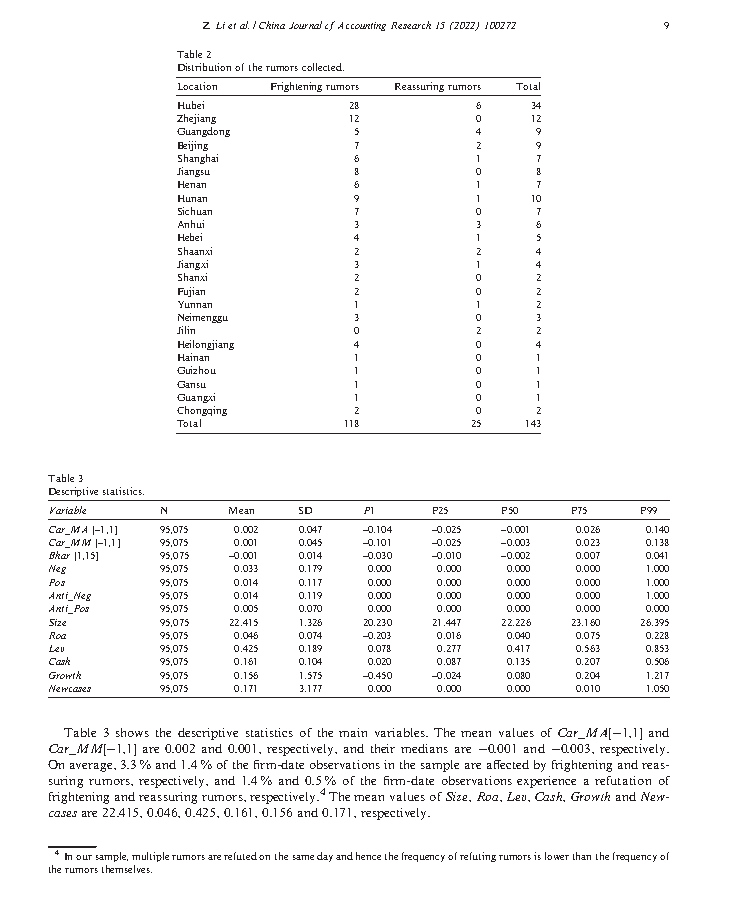 Z. Li et al. / China Journal of Accounting Research 15 (2022) 100272 9
Table 2
Distribution of the rumors collected.
Location Frightening rumors Reassuring rumors Total
Hubei 28 6 34
Zhejiang 12 0 12
Guangdong 5 4 9
Beijing 7 2 9
Shanghai 6 1 7
Jiangsu 8 0 8
Henan 6 1 7
Hunan 9 1 10
Sichuan 7 0 7
Anhui 3 3 6
Hebei 4 1 5
Shaanxi 2 2 4
Jiangxi 3 1 4
Shanxi 2 0 2
Fujian 2 0 2
Yunnan 1 1 2
Neimenggu 3 0 3
Jilin 0 2 2
Heilongjiang 4 0 4
Hainan 1 0 1
Guizhou 1 0 1
Gansu 1 0 1
Guangxi 1 0 1
Chongqing 2 0 2
Total 118 25 143
Table 3
Descriptive statistics.
Variable N Mean SD P1 P25 P50 P75 P99
Car_MA [–1,1] 95,075 0.002 0.047 –0.104 –0.025 –0.001 0.026 0.140
Car_MM [–1,1] 95,075 0.001 0.045 –0.101 –0.025 –0.003 0.023 0.138
Bhar [1,15] 95,075 –0.001 0.014 –0.030 –0.010 –0.002 0.007 0.041
Neg 95,075 0.033 0.179 0.000 0.000 0.000 0.000 1.000
Pos 95,075 0.014 0.117 0.000 0.000 0.000 0.000 1.000
Anti_Neg 95,075 0.014 0.119 0.000 0.000 0.000 0.000 1.000
Anti_Pos 95,075 0.005 0.070 0.000 0.000 0.000 0.000 0.000
Size 95,075 22.415 1.326 20.230 21.447 22.226 23.160 26.395
Roa 95,075 0.046 0.074 –0.203 0.016 0.040 0.075 0.228
Lev 95,075 0.425 0.189 0.078 0.277 0.417 0.563 0.853
Cash 95,075 0.161 0.104 0.020 0.087 0.135 0.207 0.506
Growth 95,075 0.156 1.575 –0.450 –0.024 0.080 0.204 1.217
Newcases 95,075 0.171 3.177 0.000 0.000 0.000 0.010 1.050
Table 3 shows the descriptive statistics of the main variables. The mean values of Car_MA[−1,1] and
Car_MM[−1,1] are 0.002 and 0.001, respectively, and their medians are −0.001 and −0.003, respectively.
On average, 3.3 % and 1.4 % of the firm-date observations in the sample are affected by frightening and reas-
suring rumors, respectively, and 1.4 % and 0.5 % of the firm-date observations experience a refutation of
frightening and reassuring rumors, respectively.4 The mean values of Size, Roa, Lev, Cash, Growth and New-
cases are 22.415, 0.046, 0.425, 0.161, 0.156 and 0.171, respectively.
4 In our sample, multiple rumors are refuted on the same day and hence the frequency of refuting rumors is lower than the frequency of
the rumors themselves.